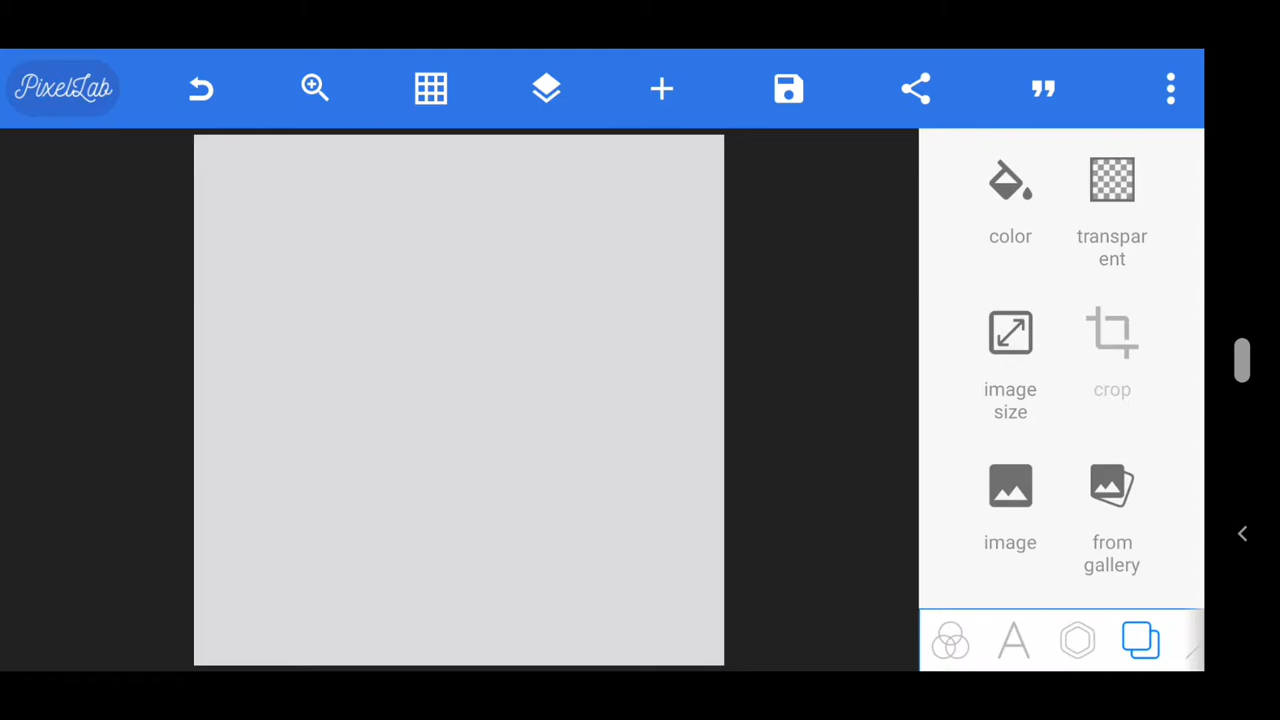 PixelLab
color
transpar
ent
image
size
crop
image
from
gallery